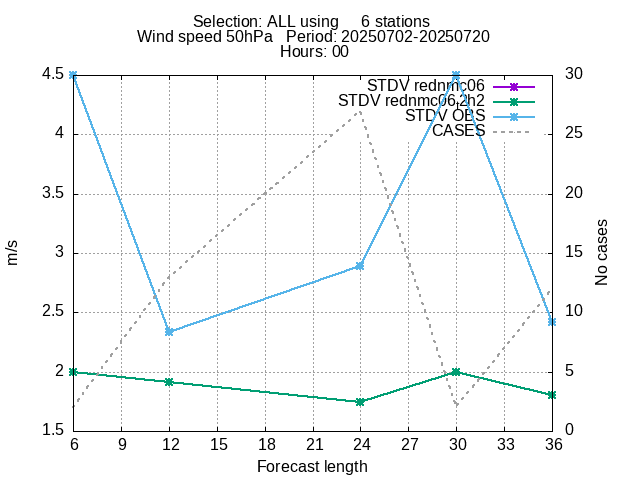 Selection: ALL using 6 stations
Wind speed 50hPa Period: 20250702-20250720
Hours: 00
STDV rednmc06
STDV rednmc06.2h2
STDV OBS
CASES
4.5
4
3.5
3
2.5
2
1.5
30
25
20
15
10
5
0
m/s
No cases
6 9 12 15 18 21 24 27 30 33 36
Forecast length